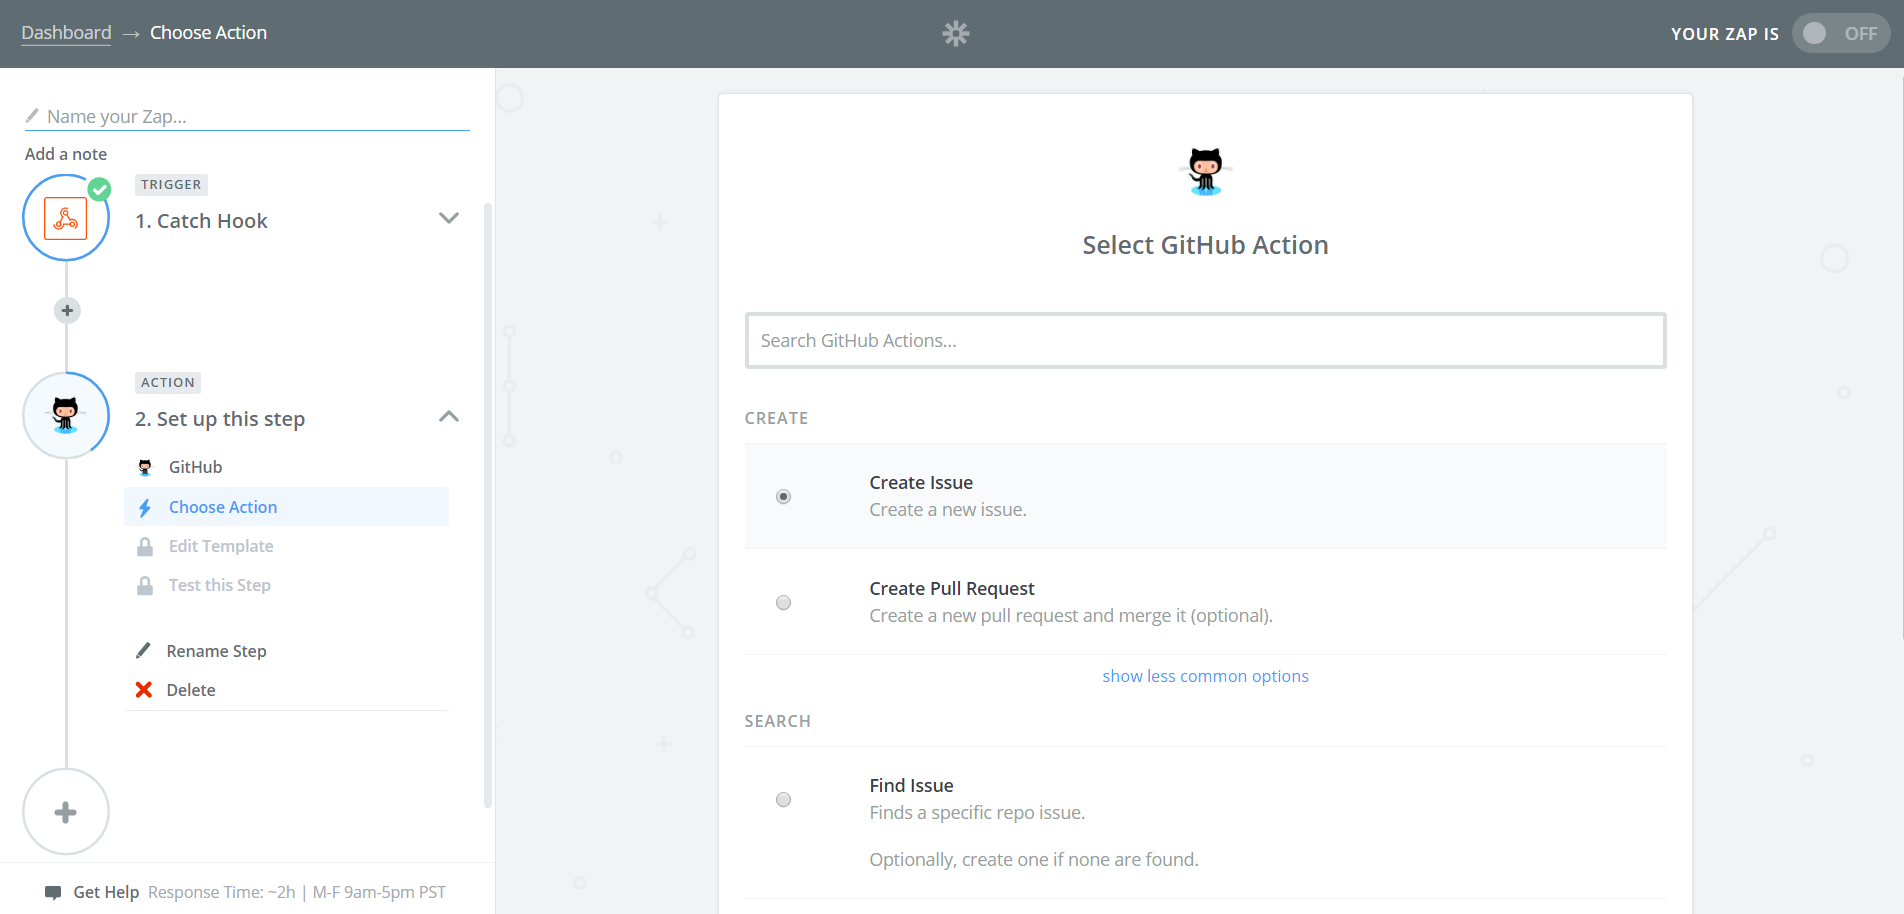 Dashboard → Choose Action
YOUR ZAP IS OFF
Name your Zap...
Add a note
TRIGGER
1. Catch Hook
ACTION
2. Set up this step
GitHub
Choose Action
Edit Template
Test this Step
Rename Step
Delete
Get Help Response Time: ~2h | M-F 9am-5pm PST
Select GitHub Action
Search GitHub Actions...
CREATE
Create Issue
Create a new issue.
Create Pull Request
Create a new pull request and merge it (optional).
show less common options
SEARCH
Find Issue
Finds a specific repo issue.
Optionally, create one if none are found.